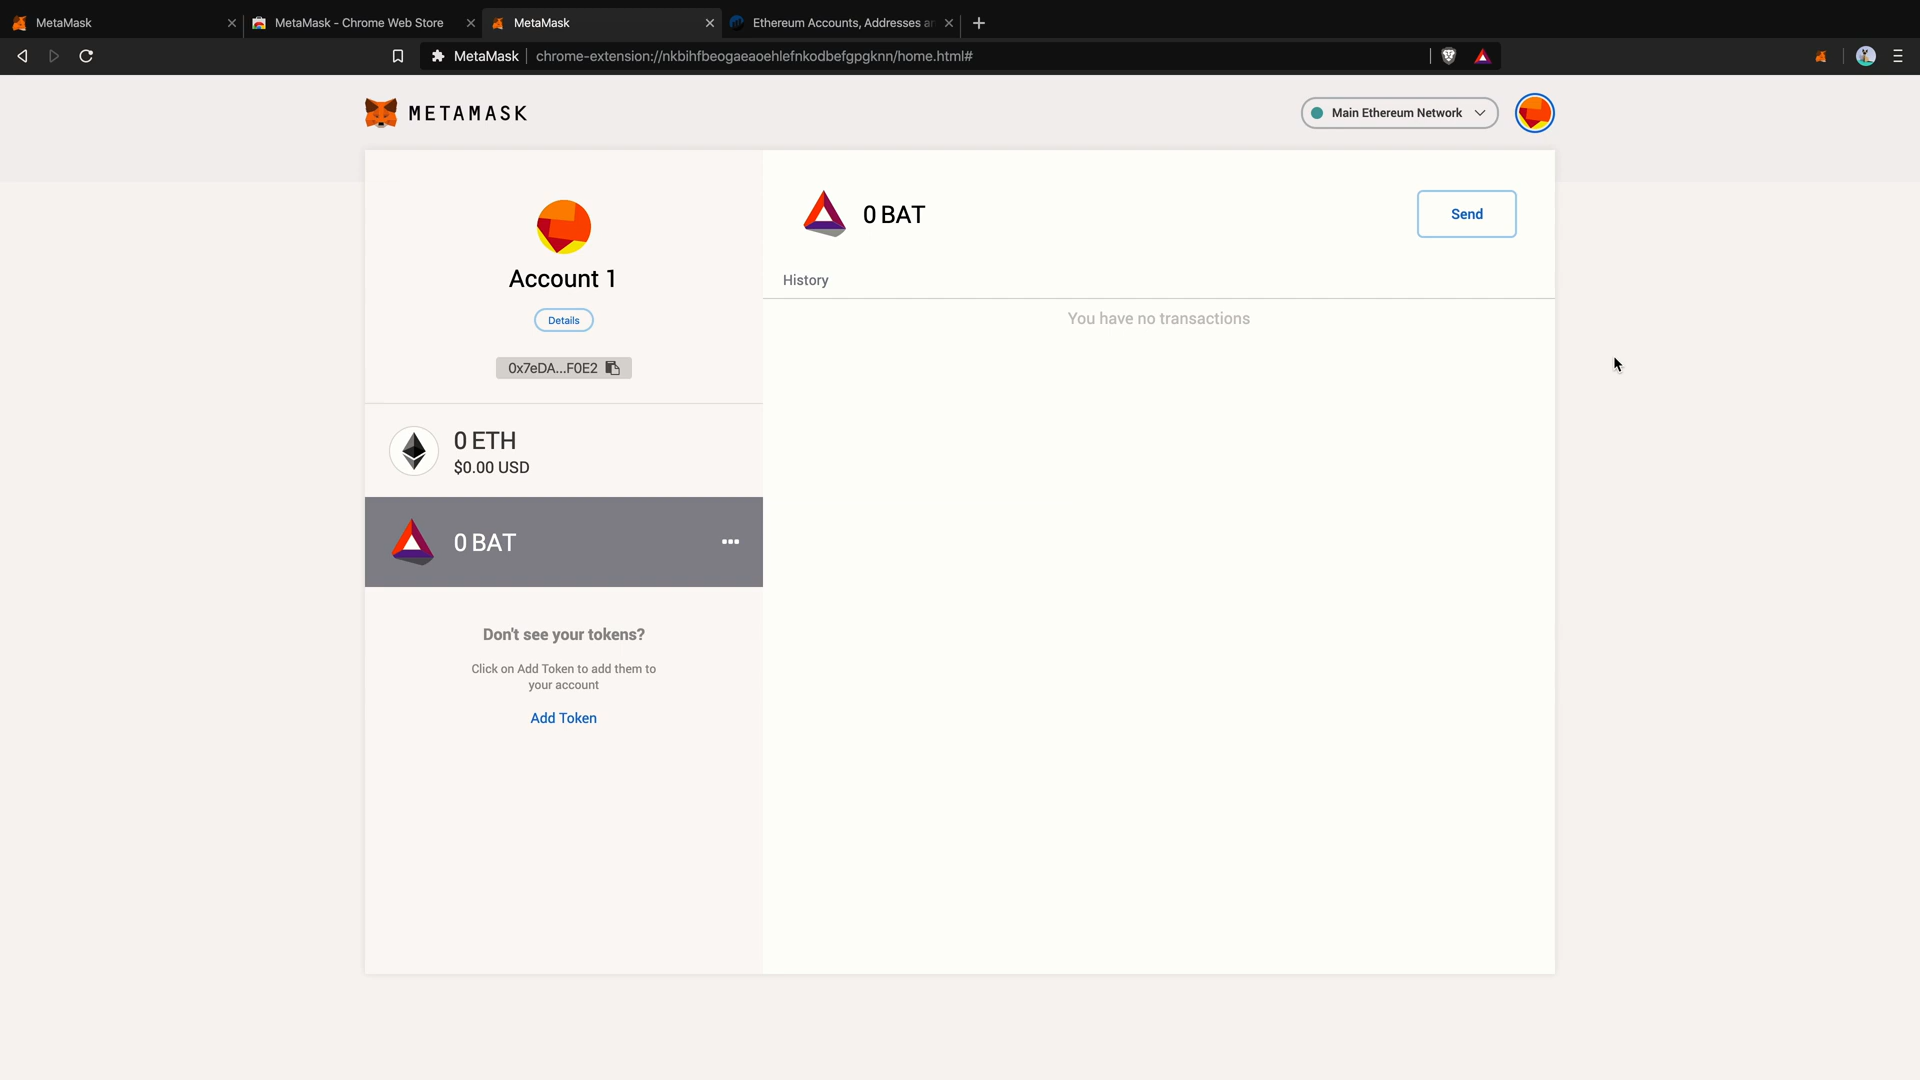 MetaMask
MetaMask - Chrome Web Store
MetaMask
Ethereum Accounts, Addresses a
MetaMask
chrome-extension://nkbihfbeogaeaoehlefnkodbefgpgknn/home.html#
METAMASK
Main Ethereum Network
Account 1
Details
0x7eDA...F0E2
0 ETH
$0.00 USD
0 BAT
Don't see your tokens?
Click on Add Token to add them to
your account
Add Token
0 BAT
Send
History
You have no transactions